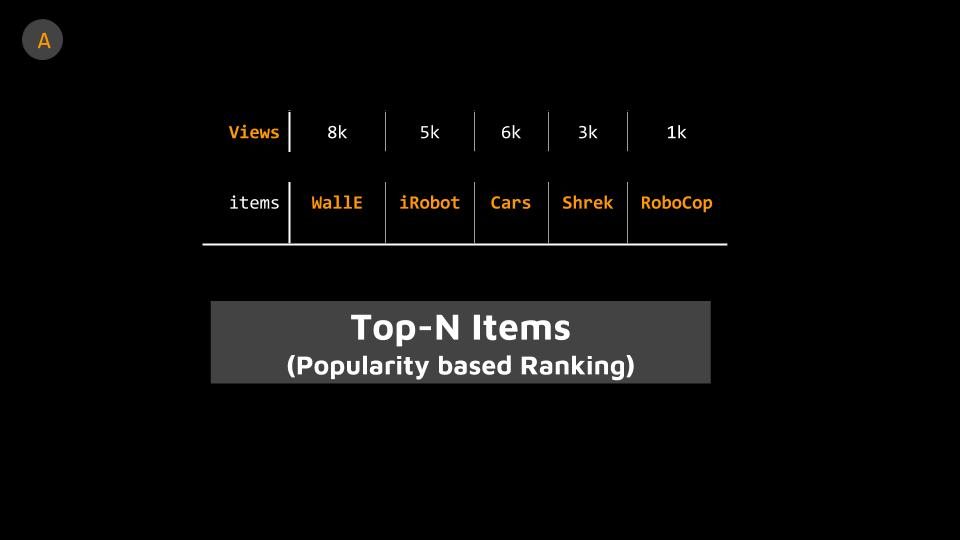 A
Views 8k 5k 6k 3k 1k
items WallE iRobot Cars Shrek RoboCop
Top-N Items
(Popularity based Ranking)